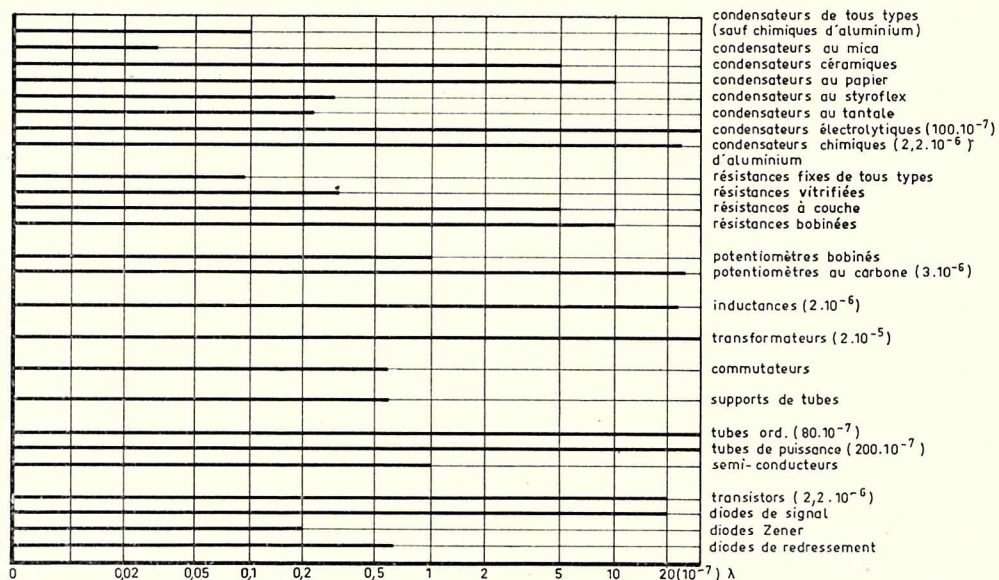 condensateurs de tous types
(sauf chimiques d'aluminium)
condensateurs au mica
condensateurs céramiques
condensateurs au papier
condensateurs au styroflex
condensateurs au tantale
condensateurs électrolytiques (100.10⁻⁷)
condensateurs chimiques (2,2.10⁻⁶)
d'aluminium
résistances fixes de tous types
résistances vitrifiées
résistances à couche
résistances bobinées
potentiomètres bobinés
potentiomètres au carbone (3.10⁻⁶)
inductances (2.10⁻⁶)
transformateurs (2.10⁻⁵)
commutateurs
supports de tubes
tubes ord. (80.10⁻⁷)
tubes de puissance (200.10⁻⁷)
semi-conducteurs
transistors (2,2.10⁻⁶)
diodes de signal
diodes Zener
diodes de redressement
0 0,02 0,05 0,1 0,2 0,5 1 2 5 10 20(10⁻⁷) λ